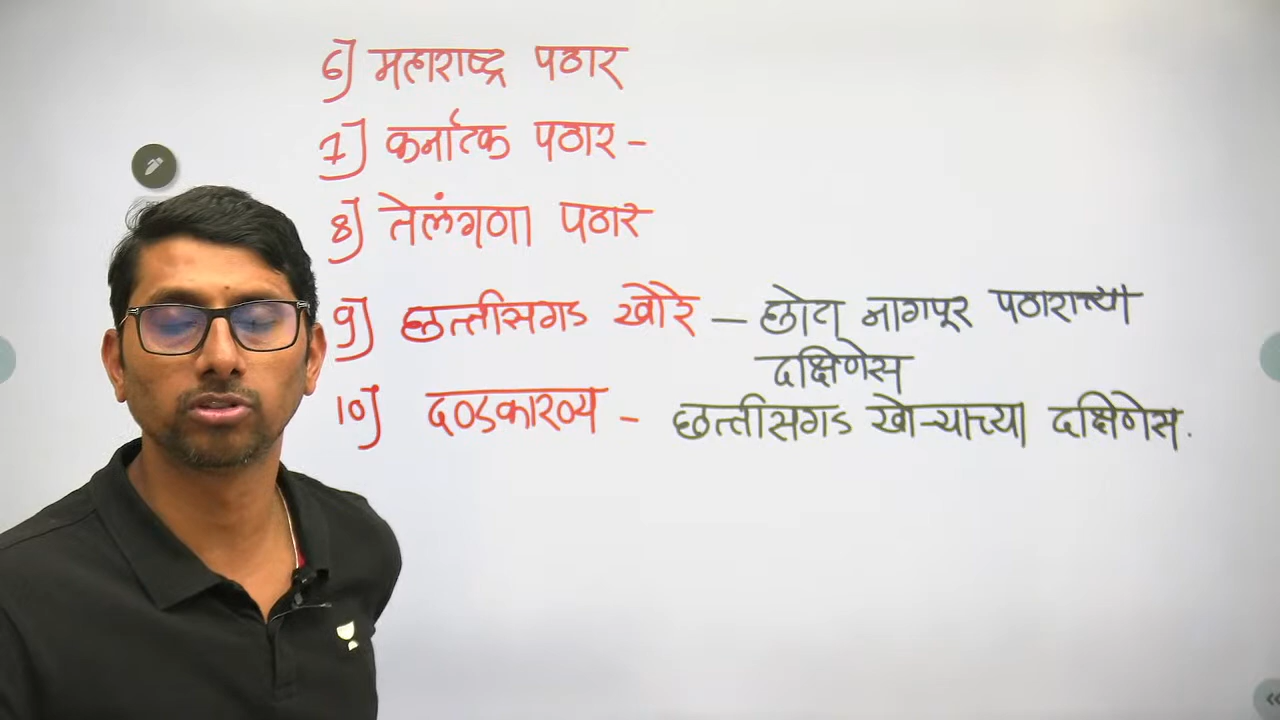 6] महाराष्ट्र पठार
7] कर्नाटक पठार -
8] तेलंगणा पठार
9] छत्तीसगड खोरे – छोटा नागपूर पठाराच्या
दक्षिणेस
10] दण्डकारण्य - छत्तीसगड खोऱ्याच्या दक्षिणेस.